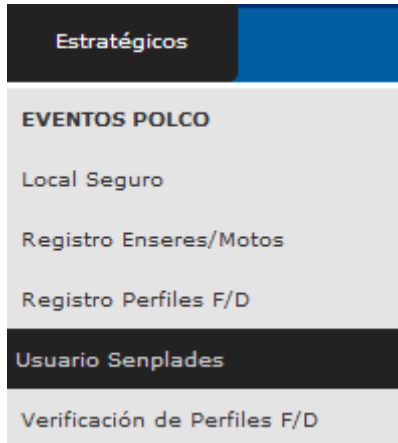 Estratégicos
EVENTOS POLCO
Local Seguro
Registro Enseres/Motos
Registro Perfiles F/D
Usuario Senplades
Verificación de Perfiles F/D